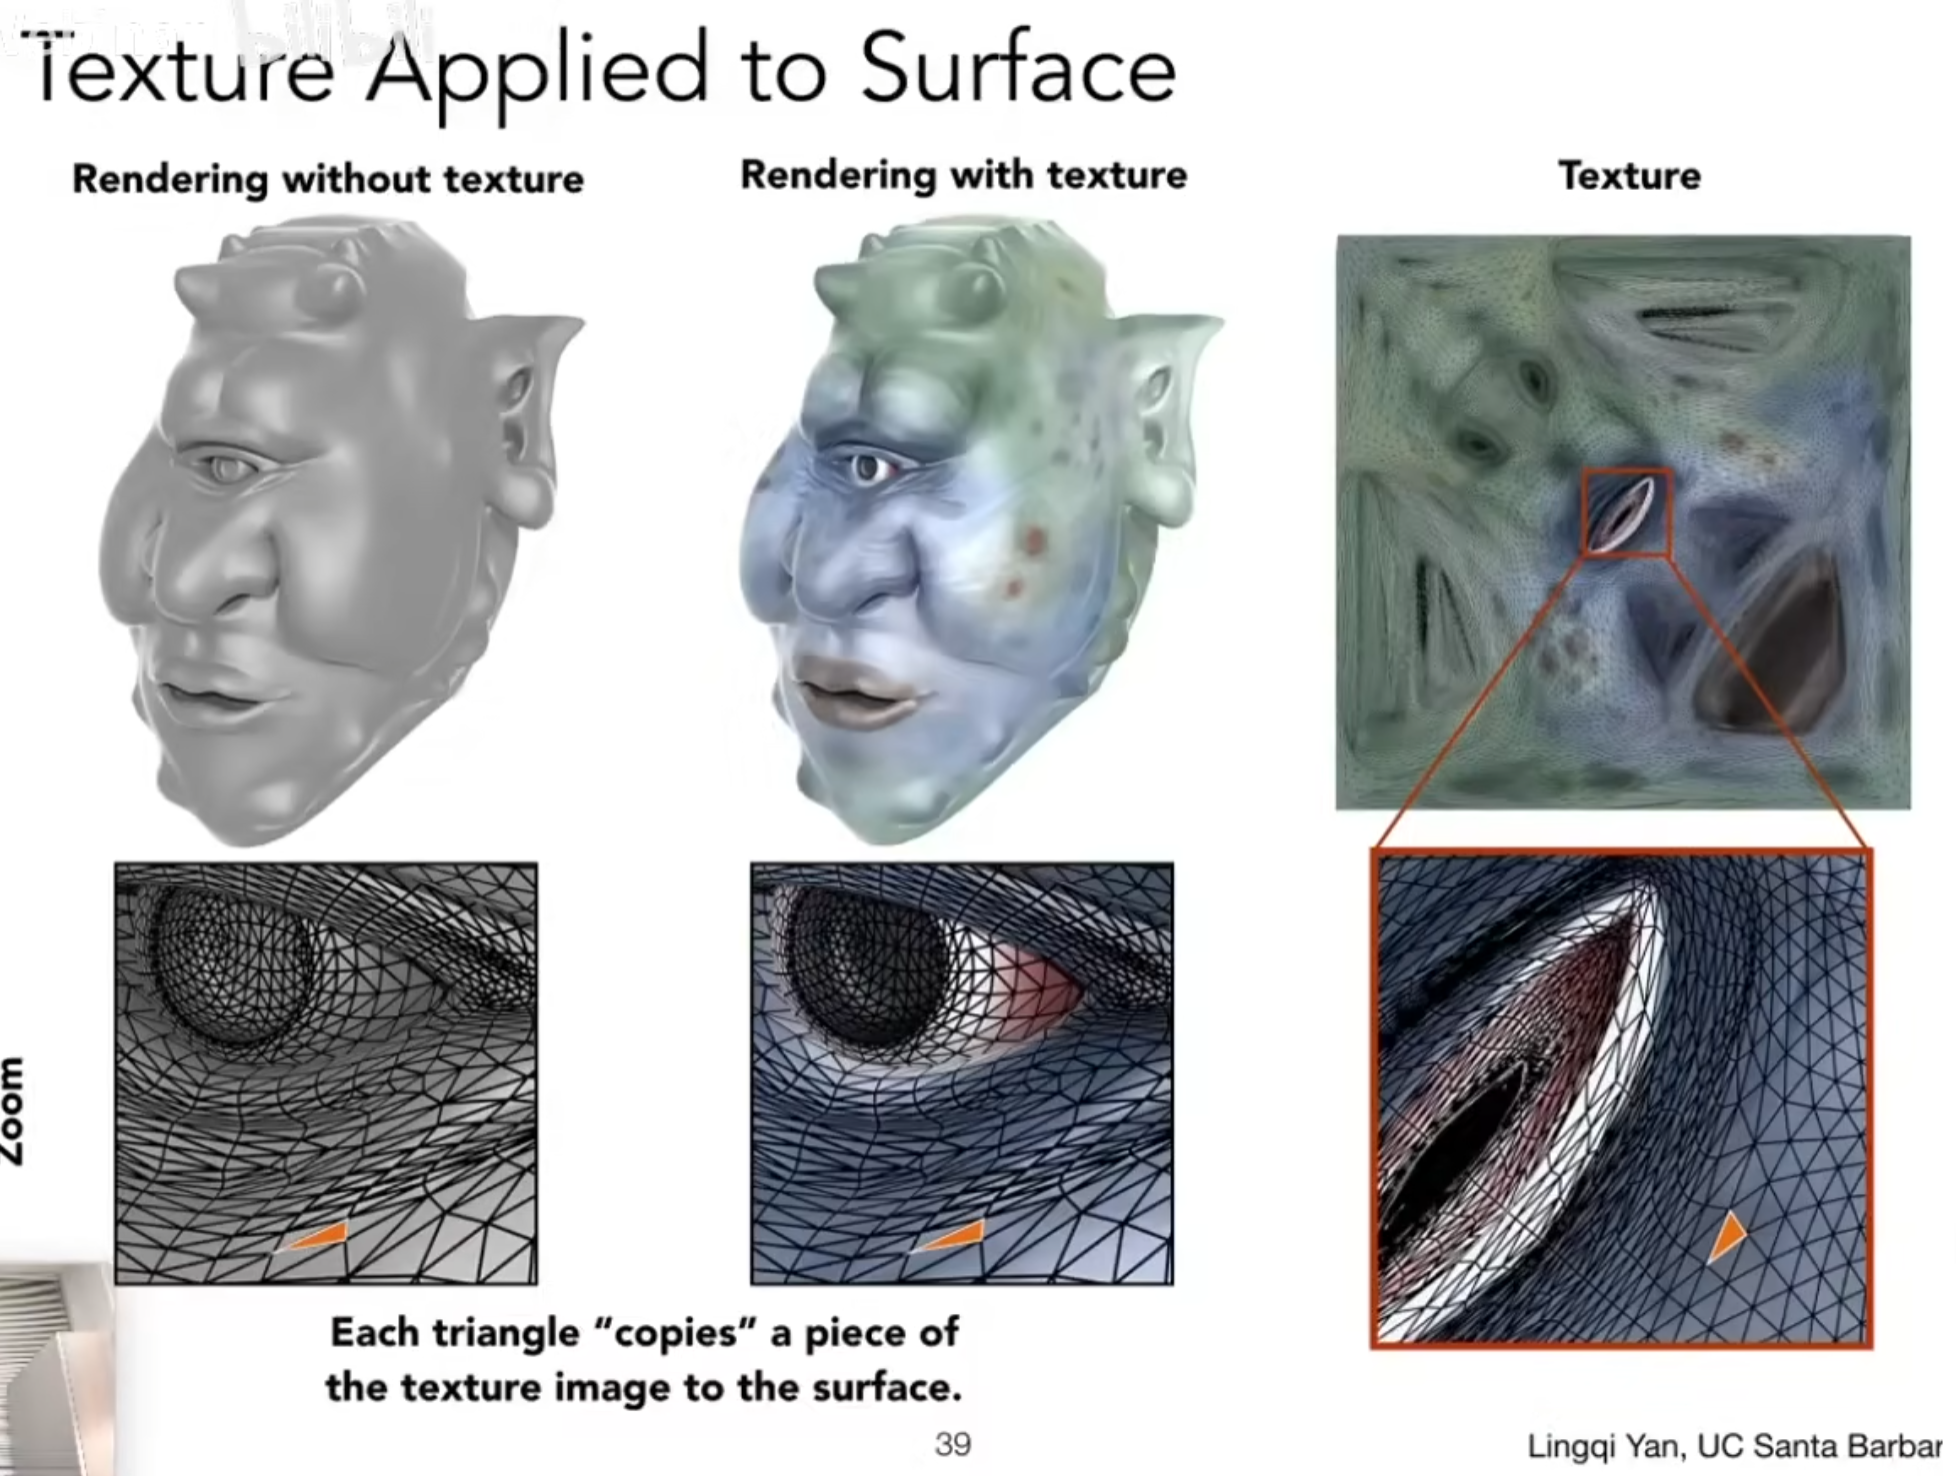 Texture Applied to Surface
Rendering without texture
Rendering with texture
Texture
Zoom
Each triangle “copies” a piece of
the texture image to the surface.
39
Lingqi Yan, UC Santa Barbar
bilibili